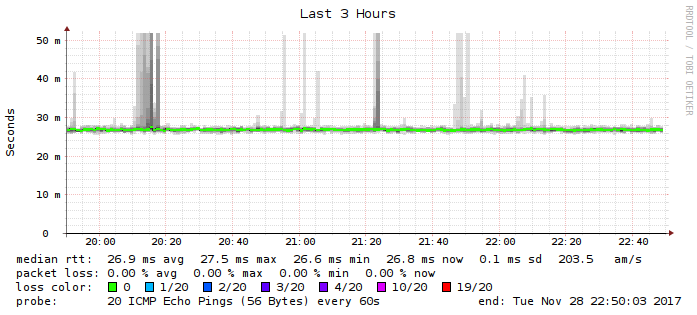 Last 3 Hours
RRDTOOL / TOBI OETIKER
Seconds
50 m
40 m
30 m
20 m
10 m
0
20:00 20:20 20:40 21:00 21:20 21:40 22:00 22:20 22:40
median rtt: 26.9 ms avg 27.5 ms max 26.6 ms min 26.8 ms now 0.1 ms sd 203.5 am/s
packet loss: 0.00 % avg 0.00 % max 0.00 % min 0.00 % now
loss color: 0 1/20 2/20 3/20 4/20 10/20 19/20
probe: 20 ICMP Echo Pings (56 Bytes) every 60s end: Tue Nov 28 22:50:03 2017